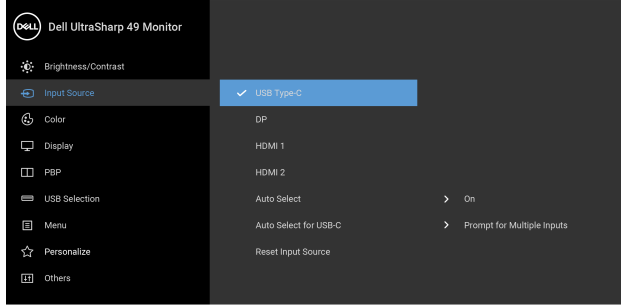 DELL Dell UltraSharp 49 Monitor
Brightness/Contrast
Input Source USB Type-C
Color DP
Display HDMI 1
PBP HDMI 2
USB Selection Auto Select On
Menu Auto Select for USB-C Prompt for Multiple Inputs
Personalize Reset Input Source
Others